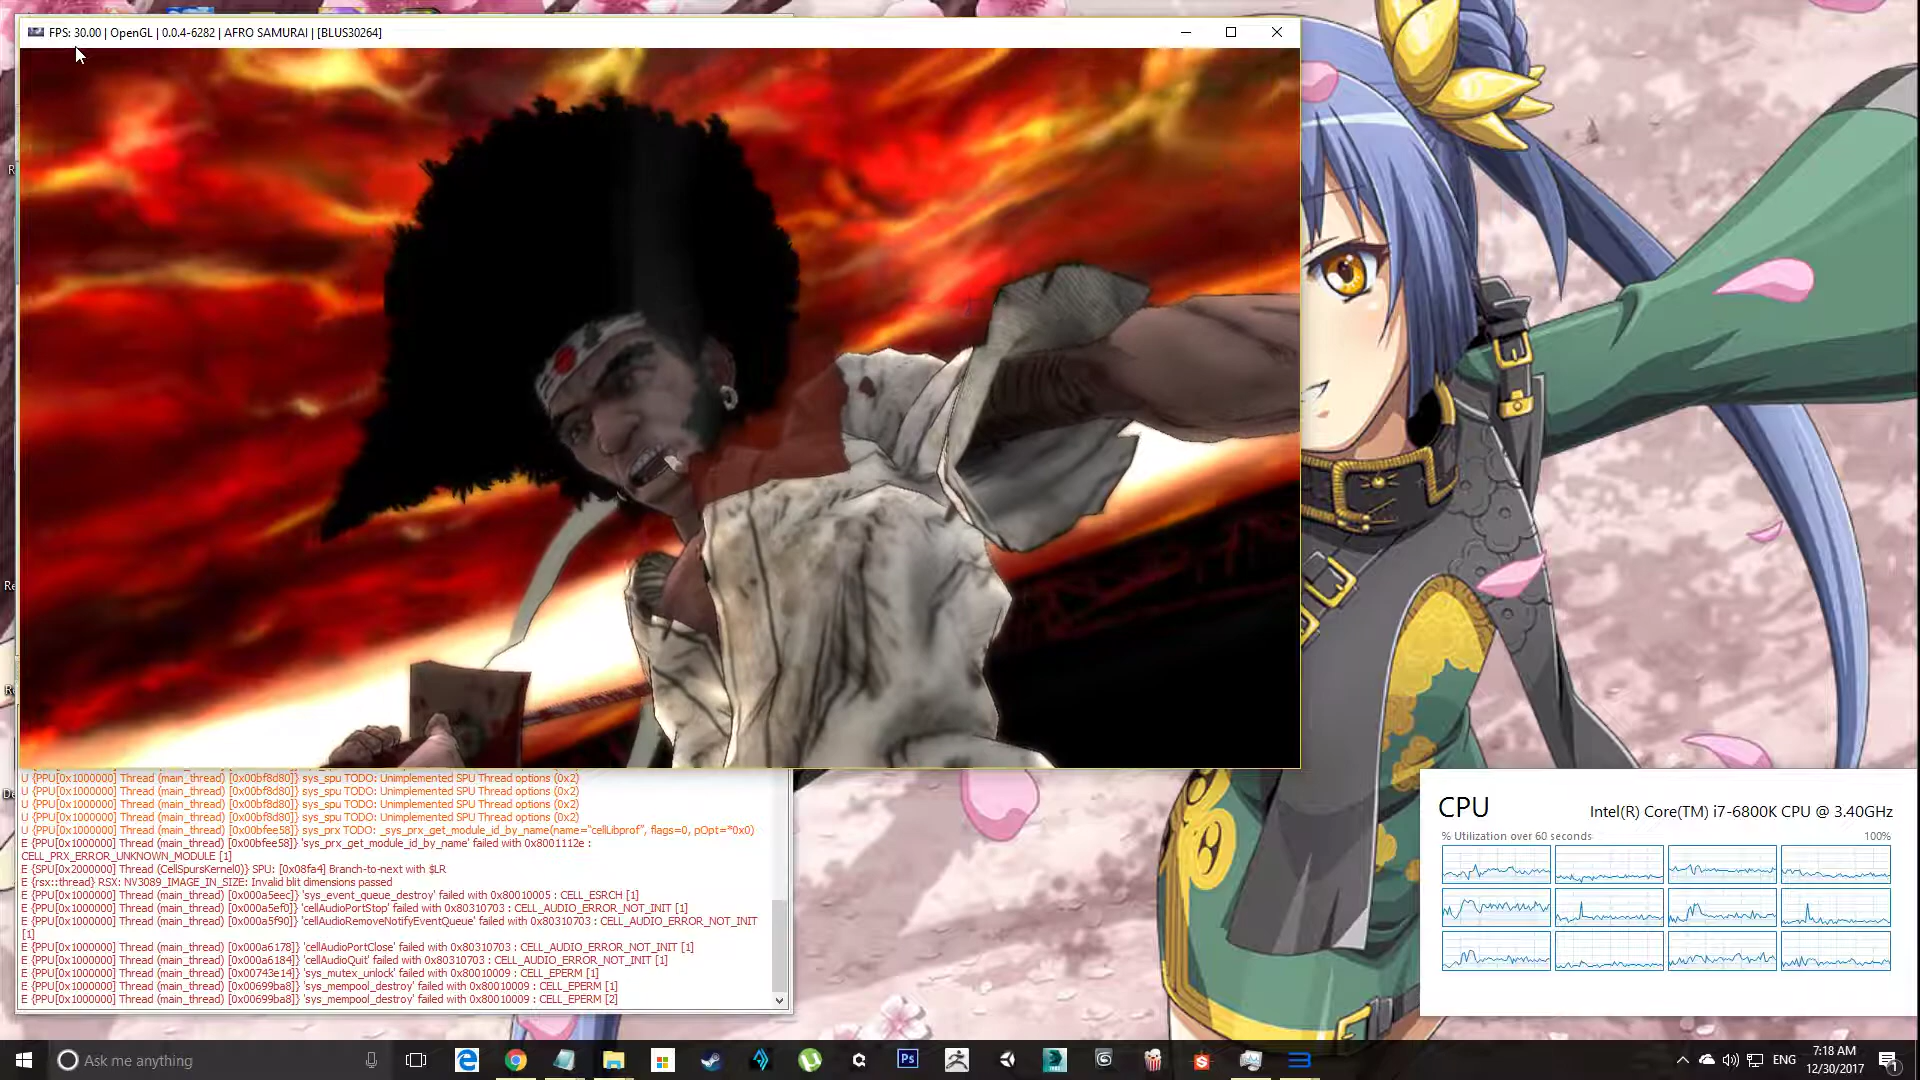 FPS: 30.00 | OpenGL | 0.0.4-6282 | AFRO SAMURAI | [BLUS30264]
U {PPU[0x1000000] Thread (main_thread) [0x00bf8d80]} sys_spu TODO: Unimplemented SPU Thread options (0x2)
U {PPU[0x1000000] Thread (main_thread) [0x00bf8d80]} sys_spu TODO: Unimplemented SPU Thread options (0x2)
U {PPU[0x1000000] Thread (main_thread) [0x00bf8d80]} sys_spu TODO: Unimplemented SPU Thread options (0x2)
U {PPU[0x1000000] Thread (main_thread) [0x00bf8d80]} sys_spu TODO: Unimplemented SPU Thread options (0x2)
U {PPU[0x1000000] Thread (main_thread) [0x00bfee58]} sys_prx TODO: _sys_prx_get_module_id_by_name(name="cellLibprof", flags=0, pOpt=*0x0)
E {PPU[0x1000000] Thread (main_thread) [0x00bfee58]} 'sys_prx_get_module_id_by_name' failed with 0x8001112e :
CELL_PRX_ERROR_UNKNOWN_MODULE [1]
E {SPU[0x2000000] Thread (CellSpursKernel0)} SPU: [0x08fa4] Branch-to-next with $LR
E {rsx::thread} RSX: NV3089_IMAGE_IN_SIZE: Invalid blit dimensions passed
E {PPU[0x1000000] Thread (main_thread) [0x000a5eec]} 'sys_event_queue_destroy' failed with 0x80010005 : CELL_ESRCH [1]
E {PPU[0x1000000] Thread (main_thread) [0x000a5ef0]} 'cellAudioPortStop' failed with 0x80310703 : CELL_AUDIO_ERROR_NOT_INIT [1]
E {PPU[0x1000000] Thread (main_thread) [0x000a5f90]} 'cellAudioRemoveNotifyEventQueue' failed with 0x80310703 : CELL_AUDIO_ERROR_NOT_INIT
[1]
E {PPU[0x1000000] Thread (main_thread) [0x000a6178]} 'cellAudioPortClose' failed with 0x80310703 : CELL_AUDIO_ERROR_NOT_INIT [1]
E {PPU[0x1000000] Thread (main_thread) [0x000a6184]} 'cellAudioQuit' failed with 0x80310703 : CELL_AUDIO_ERROR_NOT_INIT [1]
E {PPU[0x1000000] Thread (main_thread) [0x00743e14]} 'sys_mutex_unlock' failed with 0x80010009 : CELL_EPERM [1]
E {PPU[0x1000000] Thread (main_thread) [0x00699ba8]} 'sys_mempool_destroy' failed with 0x80010009 : CELL_EPERM [1]
E {PPU[0x1000000] Thread (main_thread) [0x00699ba8]} 'sys_mempool_destroy' failed with 0x80010009 : CELL_EPERM [2]
CPU
Intel(R) Core(TM) i7-6800K CPU @ 3.40GHz
% Utilization over 60 seconds 100%
Ask me anything
Ps
ENG
7:18 AM
12/30/2017
1